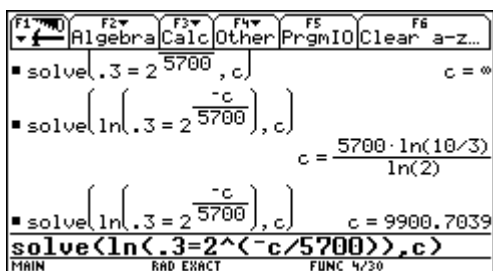 F1 F2 F3 F4 F5 F6
Algebra Calc Other PrgmIO Clear a-z…
▪ solve(.3 = 2^(‾c/5700), c) c = ∞
▪ solve(ln(.3 = 2^(‾c/5700)), c)
c = 5700·ln(10/3)/ln(2)
▪ solve(ln(.3 = 2^(‾c/5700)), c) c = 9900.7039
solve(ln(.3=2^(‾c/5700)),c)
MAIN RAD EXACT FUNC 4/30